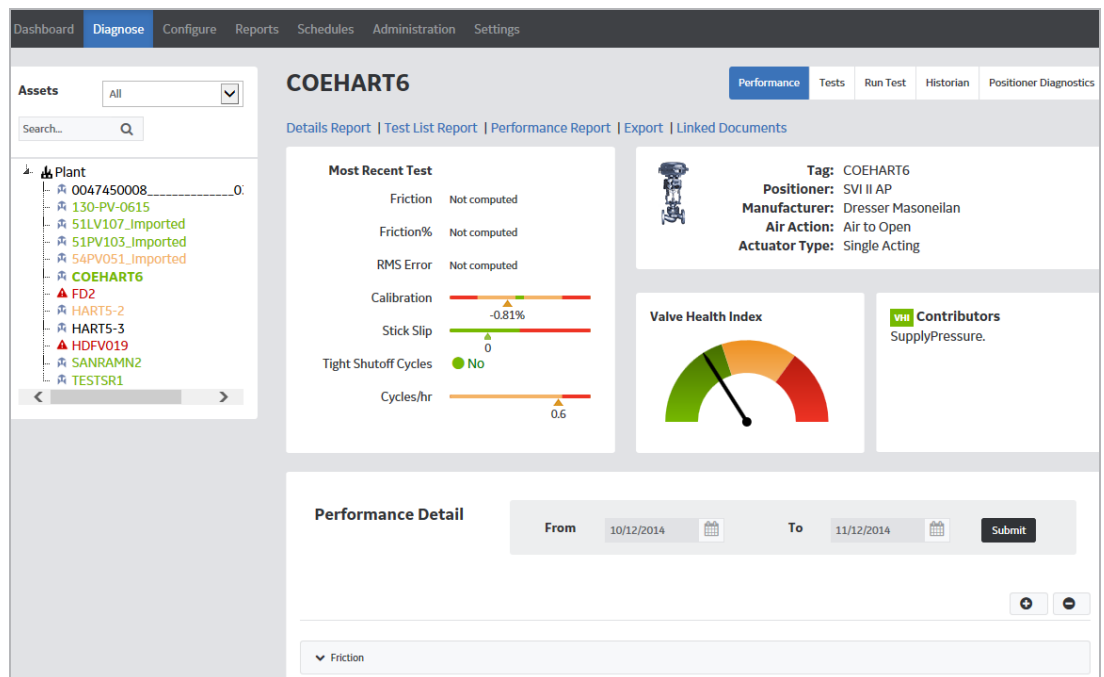 Dashboard Diagnose Configure Reports Schedules Administration Settings
Assets All
Search...
Plant
0047450008______________0
130-PV-0615
51LV107_Imported
51PV103_Imported
54PV051_Imported
COEHART6
FD2
HART5-2
HART5-3
HDFV019
SANRAMN2
TESTSR1
COEHART6
Performance Tests Run Test Historian Positioner Diagnostics
Details Report | Test List Report | Performance Report | Export | Linked Documents
Most Recent Test
Friction Not computed
Friction% Not computed
RMS Error Not computed
Calibration
-0.81%
Stick Slip
0
Tight Shutoff Cycles No
Cycles/hr
0.6
Tag: COEHART6
Positioner: SVI II AP
Manufacturer: Dresser Masoneilan
Air Action: Air to Open
Actuator Type: Single Acting
Valve Health Index
VHI Contributors
SupplyPressure.
Performance Detail
From 10/12/2014 To 11/12/2014 Submit
Friction